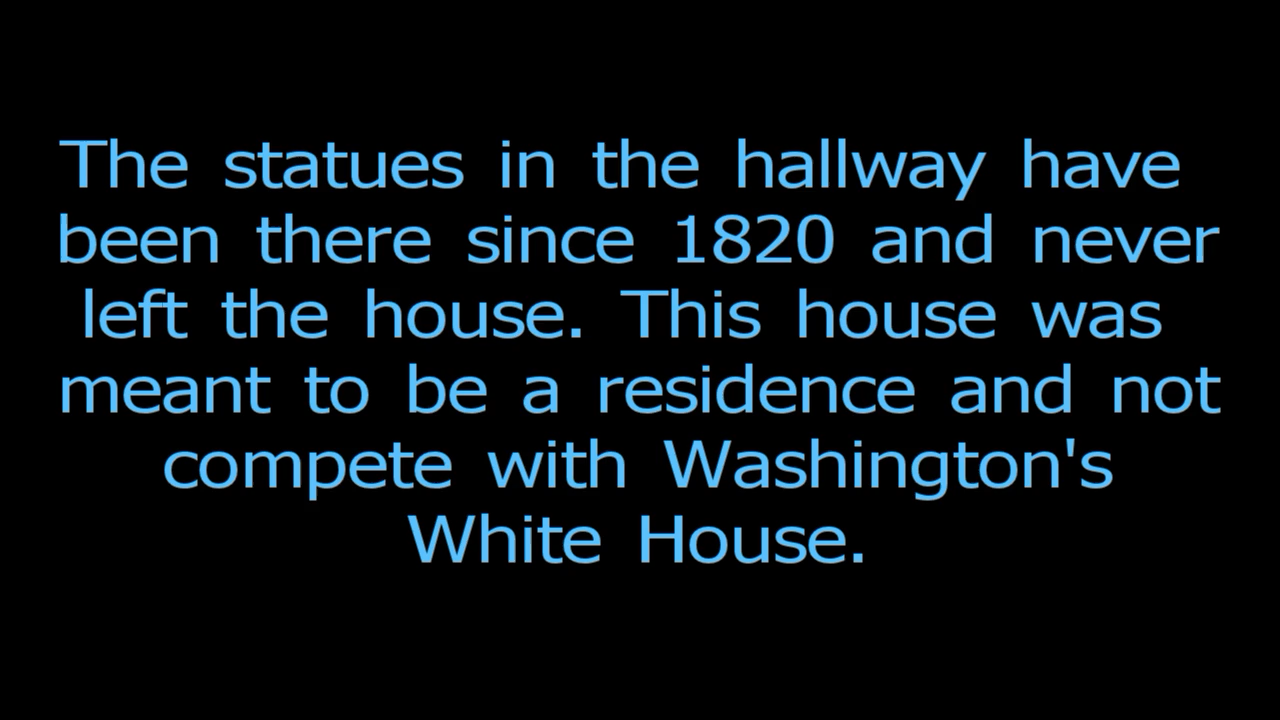 The statues in the hallway have
been there since 1820 and never
left the house. This house was
meant to be a residence and not
compete with Washington's
White House.